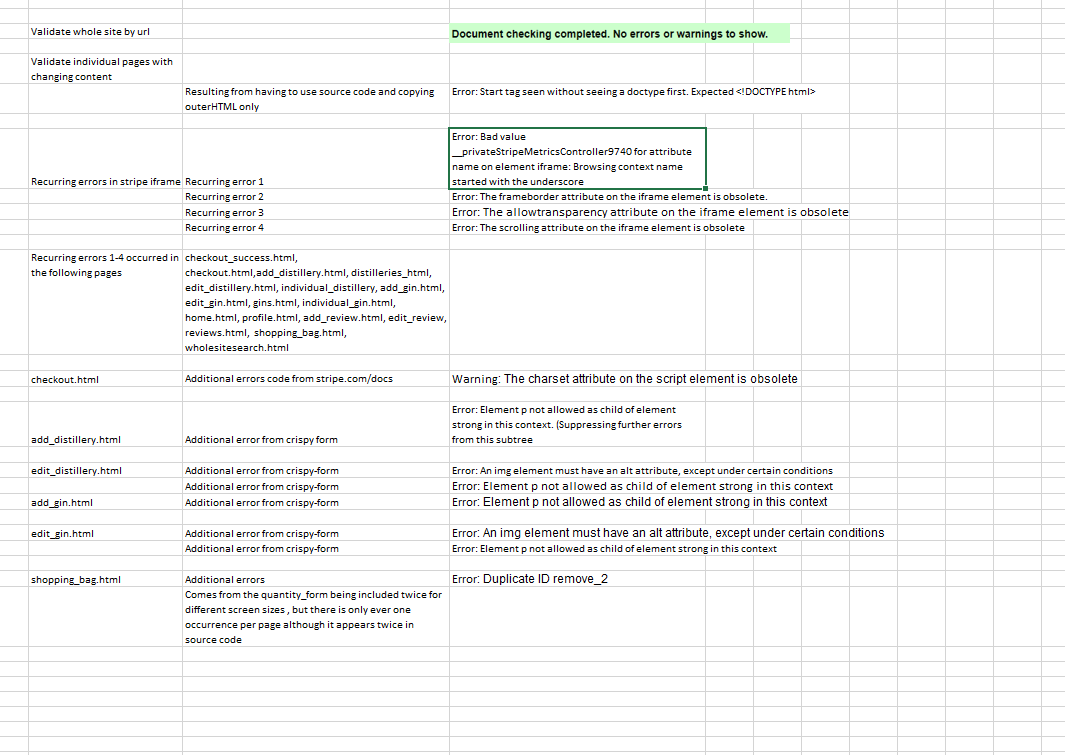 Validate whole site by url
Document checking completed. No errors or warnings to show.
Validate individual pages with
changing content
Resulting from having to use source code and copying
outerHTML only
Error: Start tag seen without seeing a doctype first. Expected <!DOCTYPE html>
Error: Bad value
__privateStripeMetricsController9740 for attribute
name on element iframe: Browsing context name
started with the underscore
Recurring errors in stripe iframe
Recurring error 1
Recurring error 2
Error: The frameborder attribute on the iframe element is obsolete.
Recurring error 3
Error: The allowtransparency attribute on the iframe element is obsolete
Recurring error 4
Error: The scrolling attribute on the iframe element is obsolete
Recurring errors 1-4 occurred in
the following pages
checkout_success.html,
checkout.html,add_distillery.html, distilleries_html,
edit_distillery.html, individual_distillery, add_gin.html,
edit_gin.html, gins.html, individual_gin.html,
home.html, profile.html, add_review.html, edit_review,
reviews.html, shopping_bag.html,
wholesitesearch.html
checkout.html
Additional errors code from stripe.com/docs
Warning: The charset attribute on the script element is obsolete
Error: Element p not allowed as child of element
strong in this context. (Suppressing further errors
from this subtree
add_distillery.html
Additional error from crispy form
edit_distillery.html
Additional error from crispy-form
Error: An img element must have an alt attribute, except under certain conditions
Additional error from crispy-form
Error: Element p not allowed as child of element strong in this context
add_gin.html
Additional error from crispy-form
Error: Element p not allowed as child of element strong in this context
edit_gin.html
Additional error from crispy-form
Error: An img element must have an alt attribute, except under certain conditions
Additional error from crispy-form
Error: Element p not allowed as child of element strong in this context
shopping_bag.html
Additional errors
Error: Duplicate ID remove_2
Comes from the quantity_form being included twice for
different screen sizes , but there is only ever one
occurrence per page although it appears twice in
source code